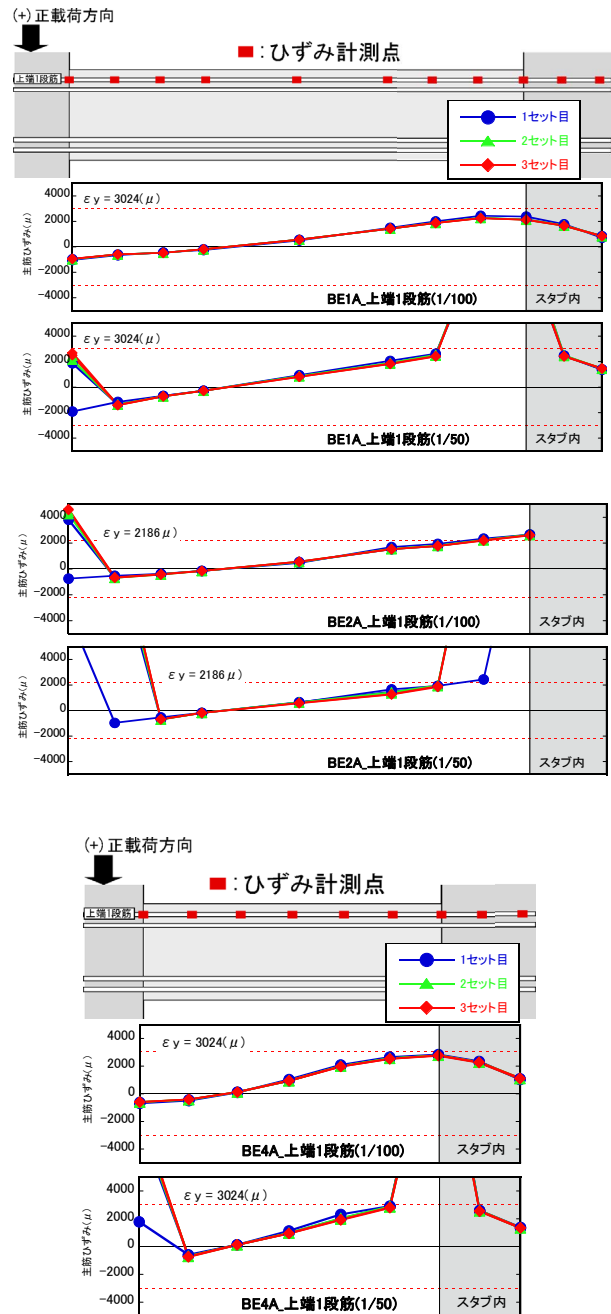 (+)正載荷方向
■:ひずみ計測点
上端1段筋
1セット目
2セット目
3セット目
4000
2000
0
-2000
-4000
主筋ひずみ(μ)
εy = 3024(μ)
BE1A_上端1段筋(1/100)
スタブ内
4000
2000
0
-2000
-4000
主筋ひずみ(μ)
εy = 3024(μ)
BE1A_上端1段筋(1/50)
スタブ内
4000
2000
0
-2000
-4000
主筋ひずみ(μ)
εy = 2186μ)
BE2A_上端1段筋(1/100)
スタブ内
4000
2000
0
-2000
-4000
主筋ひずみ(μ)
εy = 2186μ)
BE2A_上端1段筋(1/50)
スタブ内
(+)正載荷方向
■:ひずみ計測点
上端1段筋
1セット目
2セット目
3セット目
4000
2000
0
-2000
-4000
主筋ひずみ(μ)
εy = 3024(μ)
BE4A_上端1段筋(1/100)
スタブ内
4000
2000
0
-2000
-4000
主筋ひずみ(μ)
εy = 3024(μ)
BE4A_上端1段筋(1/50)
スタブ内